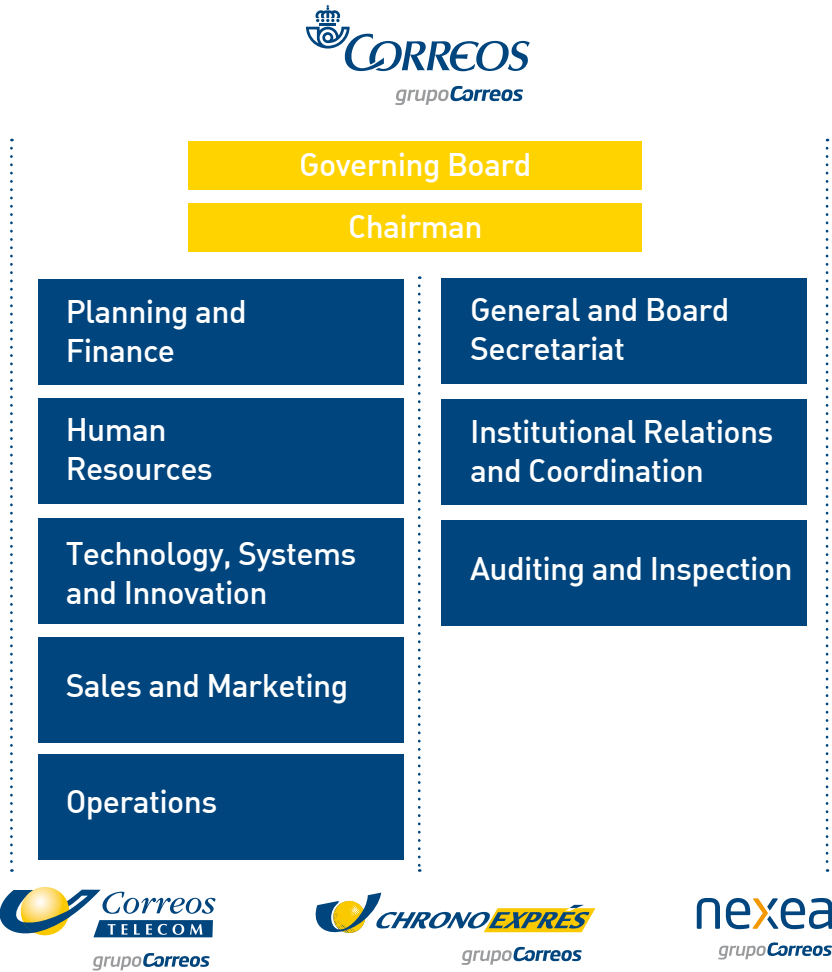 CORREOS
grupoCorreos
Governing Board
Chairman
Planning and
Finance
Human
Resources
Technology, Systems
and Innovation
Sales and Marketing
Operations
General and Board
Secretariat
Institutional Relations
and Coordination
Auditing and Inspection
Correos
TELECOM
grupoCorreos
CHRONOEXPRÉS
grupoCorreos
nexea
grupoCorreos